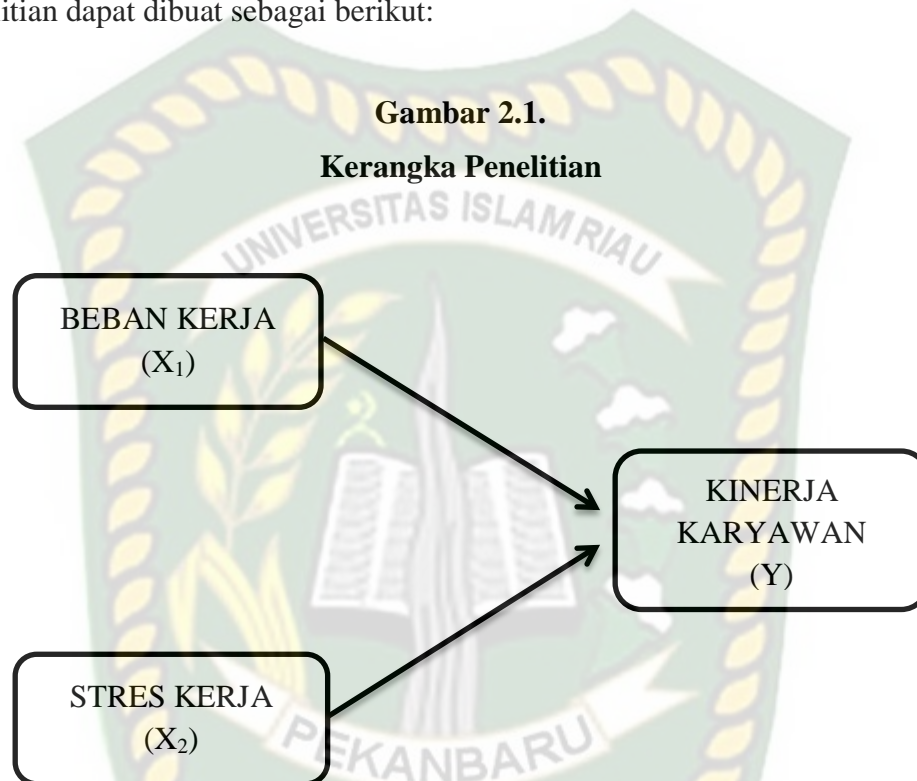 itian dapat dibuat sebagai berikut:
Gambar 2.1.
Kerangka Penelitian
UNIVERSITAS ISLAM RIAU
BEBAN KERJA
(X₁)
KINERJA
KARYAWAN
(Y)
STRES KERJA
(X₂)
PEKANBARU